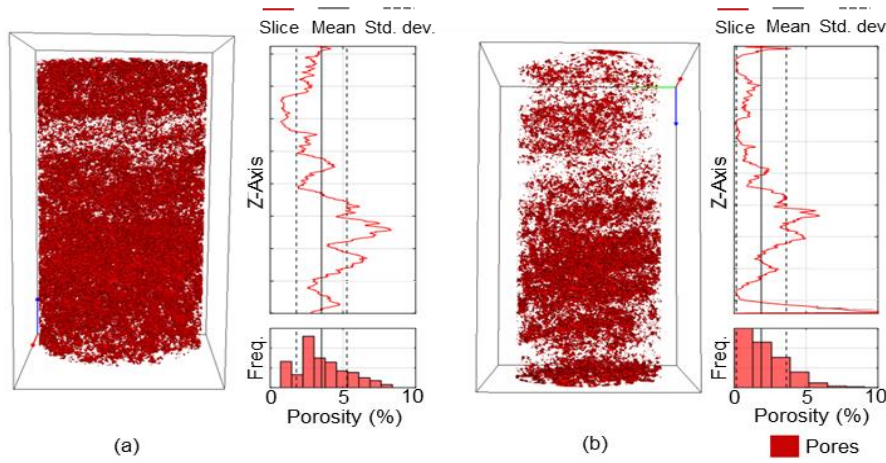 Slice Mean Std. dev.
Z-Axis
Freq.
0 5 10
Porosity (%)
(a)
Slice Mean Std. dev.
Z-Axis
Freq.
0 5 10
Porosity (%)
(b)
Pores